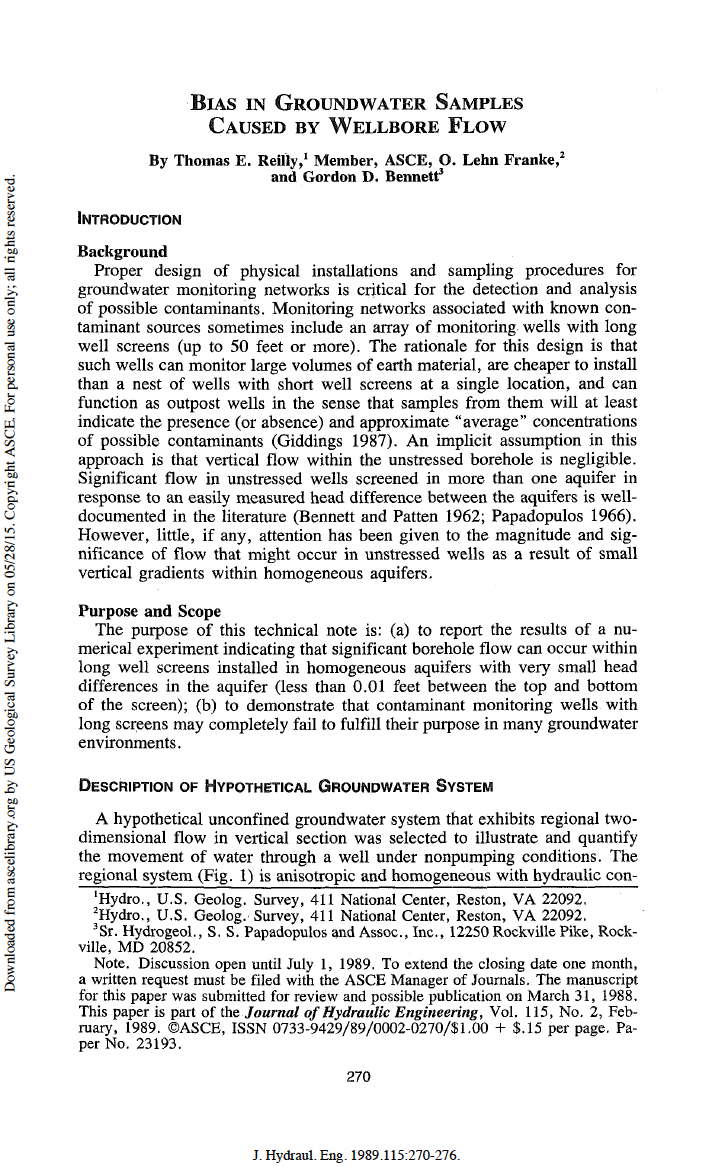 BIAS IN GROUNDWATER SAMPLES
CAUSED BY WELLBORE FLOW
By Thomas E. Reilly,¹ Member, ASCE, O. Lehn Franke,²
and Gordon D. Bennett³
INTRODUCTION
Background
Proper design of physical installations and sampling procedures for
groundwater monitoring networks is critical for the detection and analysis
of possible contaminants. Monitoring networks associated with known con-
taminant sources sometimes include an array of monitoring wells with long
well screens (up to 50 feet or more). The rationale for this design is that
such wells can monitor large volumes of earth material, are cheaper to install
than a nest of wells with short well screens at a single location, and can
function as outpost wells in the sense that samples from them will at least
indicate the presence (or absence) and approximate "average" concentrations
of possible contaminants (Giddings 1987). An implicit assumption in this
approach is that vertical flow within the unstressed borehole is negligible.
Significant flow in unstressed wells screened in more than one aquifer in
response to an easily measured head difference between the aquifers is well-
documented in the literature (Bennett and Patten 1962; Papadopulos 1966).
However, little, if any, attention has been given to the magnitude and sig-
nificance of flow that might occur in unstressed wells as a result of small
vertical gradients within homogeneous aquifers.
Purpose and Scope
The purpose of this technical note is: (a) to report the results of a nu-
merical experiment indicating that significant borehole flow can occur within
long well screens installed in homogeneous aquifers with very small head
differences in the aquifer (less than 0.01 feet between the top and bottom
of the screen); (b) to demonstrate that contaminant monitoring wells with
long screens may completely fail to fulfill their purpose in many groundwater
environments.
DESCRIPTION OF HYPOTHETICAL GROUNDWATER SYSTEM
A hypothetical unconfined groundwater system that exhibits regional two-
dimensional flow in vertical section was selected to illustrate and quantify
the movement of water through a well under nonpumping conditions. The
regional system (Fig. 1) is anisotropic and homogeneous with hydraulic con-
¹Hydro., U.S. Geolog. Survey, 411 National Center, Reston, VA 22092.
²Hydro., U.S. Geolog. Survey, 411 National Center, Reston, VA 22092.
³Sr. Hydrogeol., S. S. Papadopulos and Assoc., Inc., 12250 Rockville Pike, Rock-
ville, MD 20852.
Note. Discussion open until July 1, 1989. To extend the closing date one month,
a written request must be filed with the ASCE Manager of Journals. The manuscript
for this paper was submitted for review and possible publication on March 31, 1988.
This paper is part of the Journal of Hydraulic Engineering, Vol. 115, No. 2, Feb-
ruary, 1989. ©ASCE, ISSN 0733-9429/89/0002-0270/$1.00 + $.15 per page. Pa-
per No. 23193.
270
J. Hydraul. Eng. 1989.115:270-276.
Downloaded from ascelibrary.org by US Geological Survey Library on 05/28/15. Copyright ASCE. For personal use only; all rights reserved.